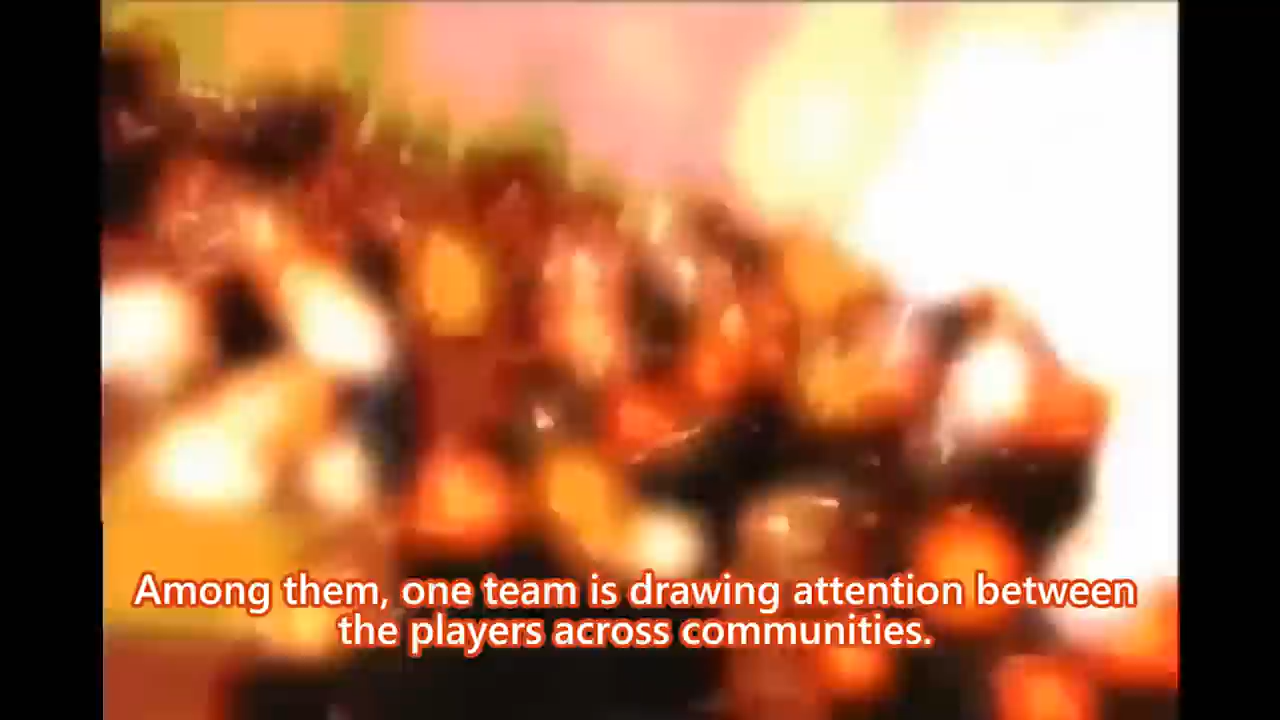 Among them, one team is drawing attention between
the players across communities.